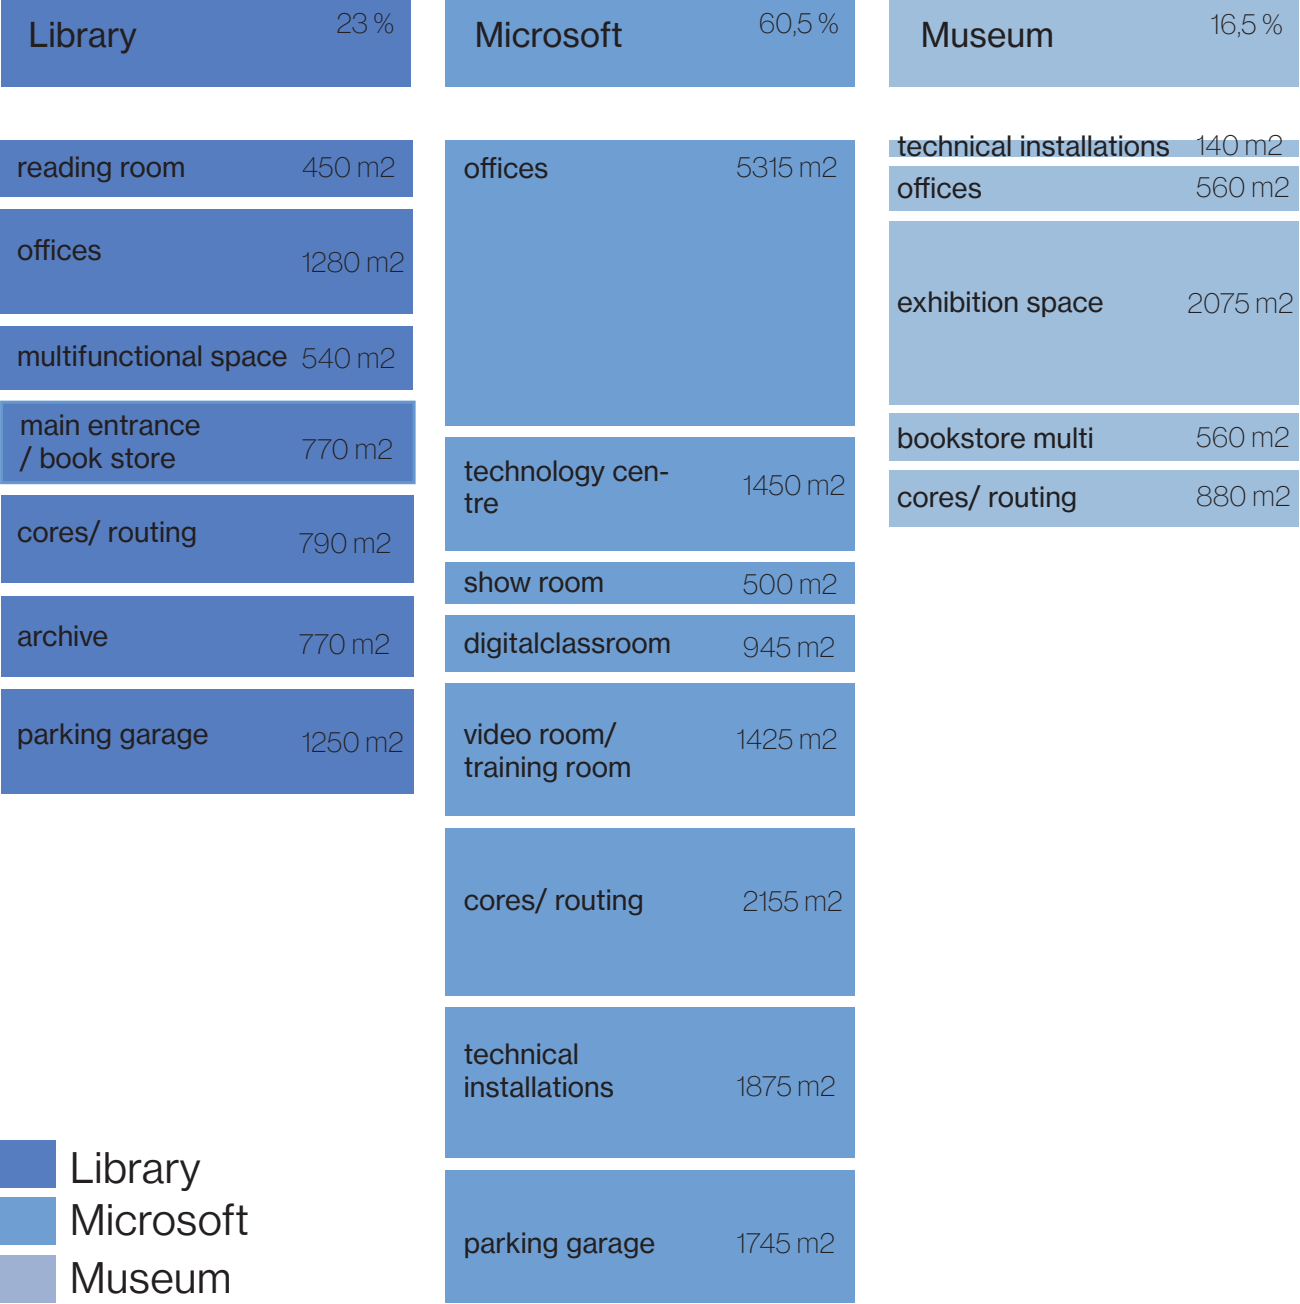 Library 23 %
reading room 450 m2
offices 1280 m2
multifunctional space 540 m2
main entrance
/ book store 770 m2
cores/ routing 790 m2
archive 770 m2
parking garage 1250 m2
Microsoft 60,5 %
offices 5315 m2
technology cen-
tre 1450 m2
show room 500 m2
digitalclassroom 945 m2
video room/ 1425 m2
training room
cores/ routing 2155 m2
technical
installations 1875 m2
parking garage 1745 m2
Museum 16,5 %
technical installations 140 m2
offices 560 m2
exhibition space 2075 m2
bookstore multi 560 m2
cores/ routing 880 m2
Library
Microsoft
Museum